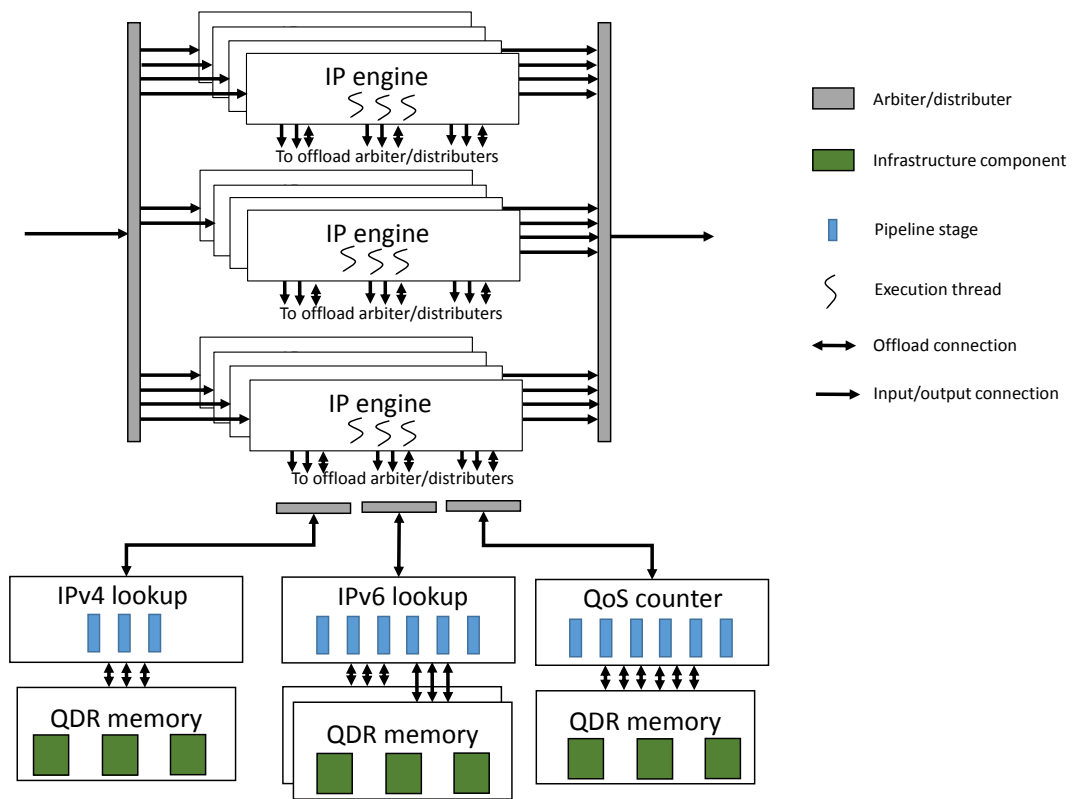 IP engine
To offload arbiter/distributers
IP engine
To offload arbiter/distributers
IP engine
To offload arbiter/distributers
Arbiter/distributer
Infrastructure component
Pipeline stage
Execution thread
Offload connection
Input/output connection
IPv4 lookup
IPv6 lookup
QoS counter
QDR memory
QDR memory
QDR memory